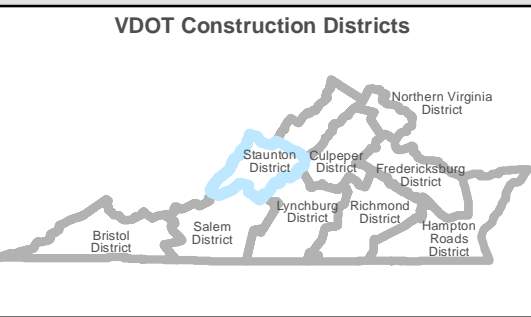 VDOT Construction Districts
Northern Virginia
District
Staunton
District
Culpeper
District
Fredericksburg
District
Lynchburg
District
Richmond
District
Hampton
Roads
District
Salem
District
Bristol
District